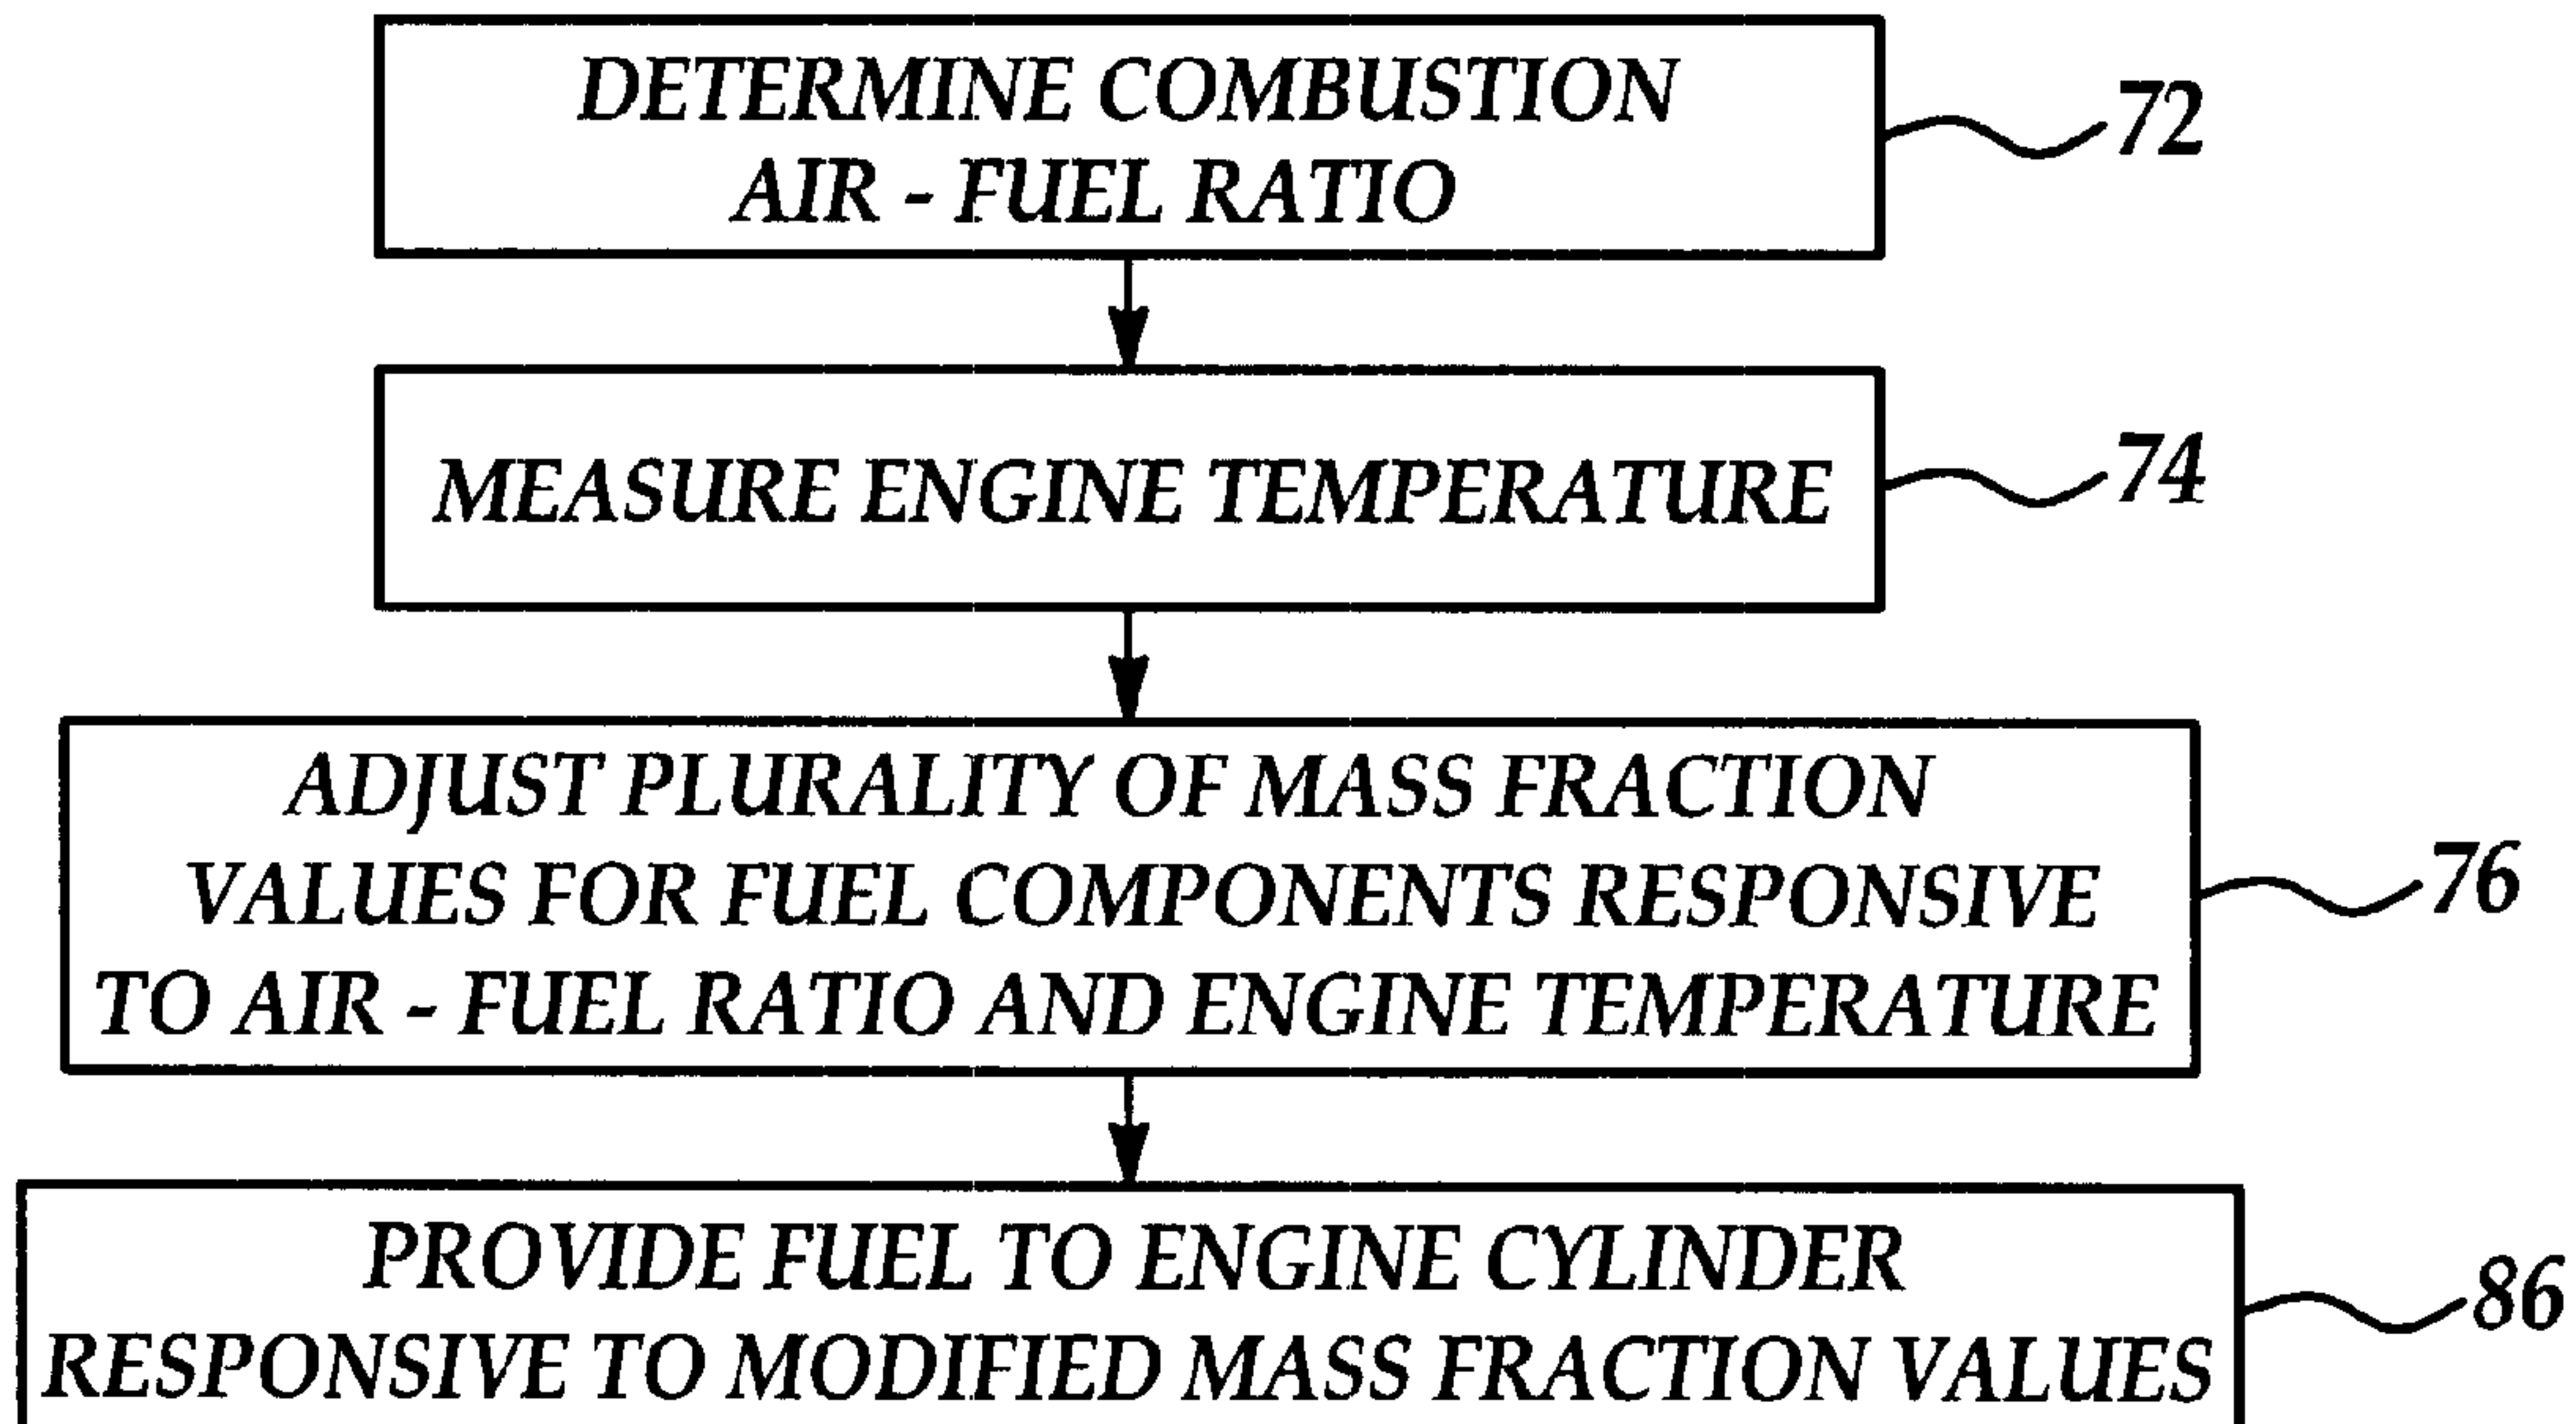 DETERMINE COMBUSTION
AIR - FUEL RATIO
72
MEASURE ENGINE TEMPERATURE
74
ADJUST PLURALITY OF MASS FRACTION
VALUES FOR FUEL COMPONENTS RESPONSIVE
TO AIR - FUEL RATIO AND ENGINE TEMPERATURE
76
PROVIDE FUEL TO ENGINE CYLINDER
RESPONSIVE TO MODIFIED MASS FRACTION VALUES
86